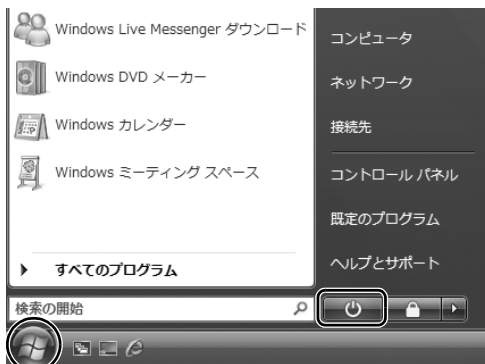 Windows Live Messenger ダウンロード
Windows DVD メーカー
Windows カレンダー
Windows ミーティング スペース
すべてのプログラム
検索の開始
コンピュータ
ネットワーク
接続先
コントロール パネル
既定のプログラム
ヘルプとサポート